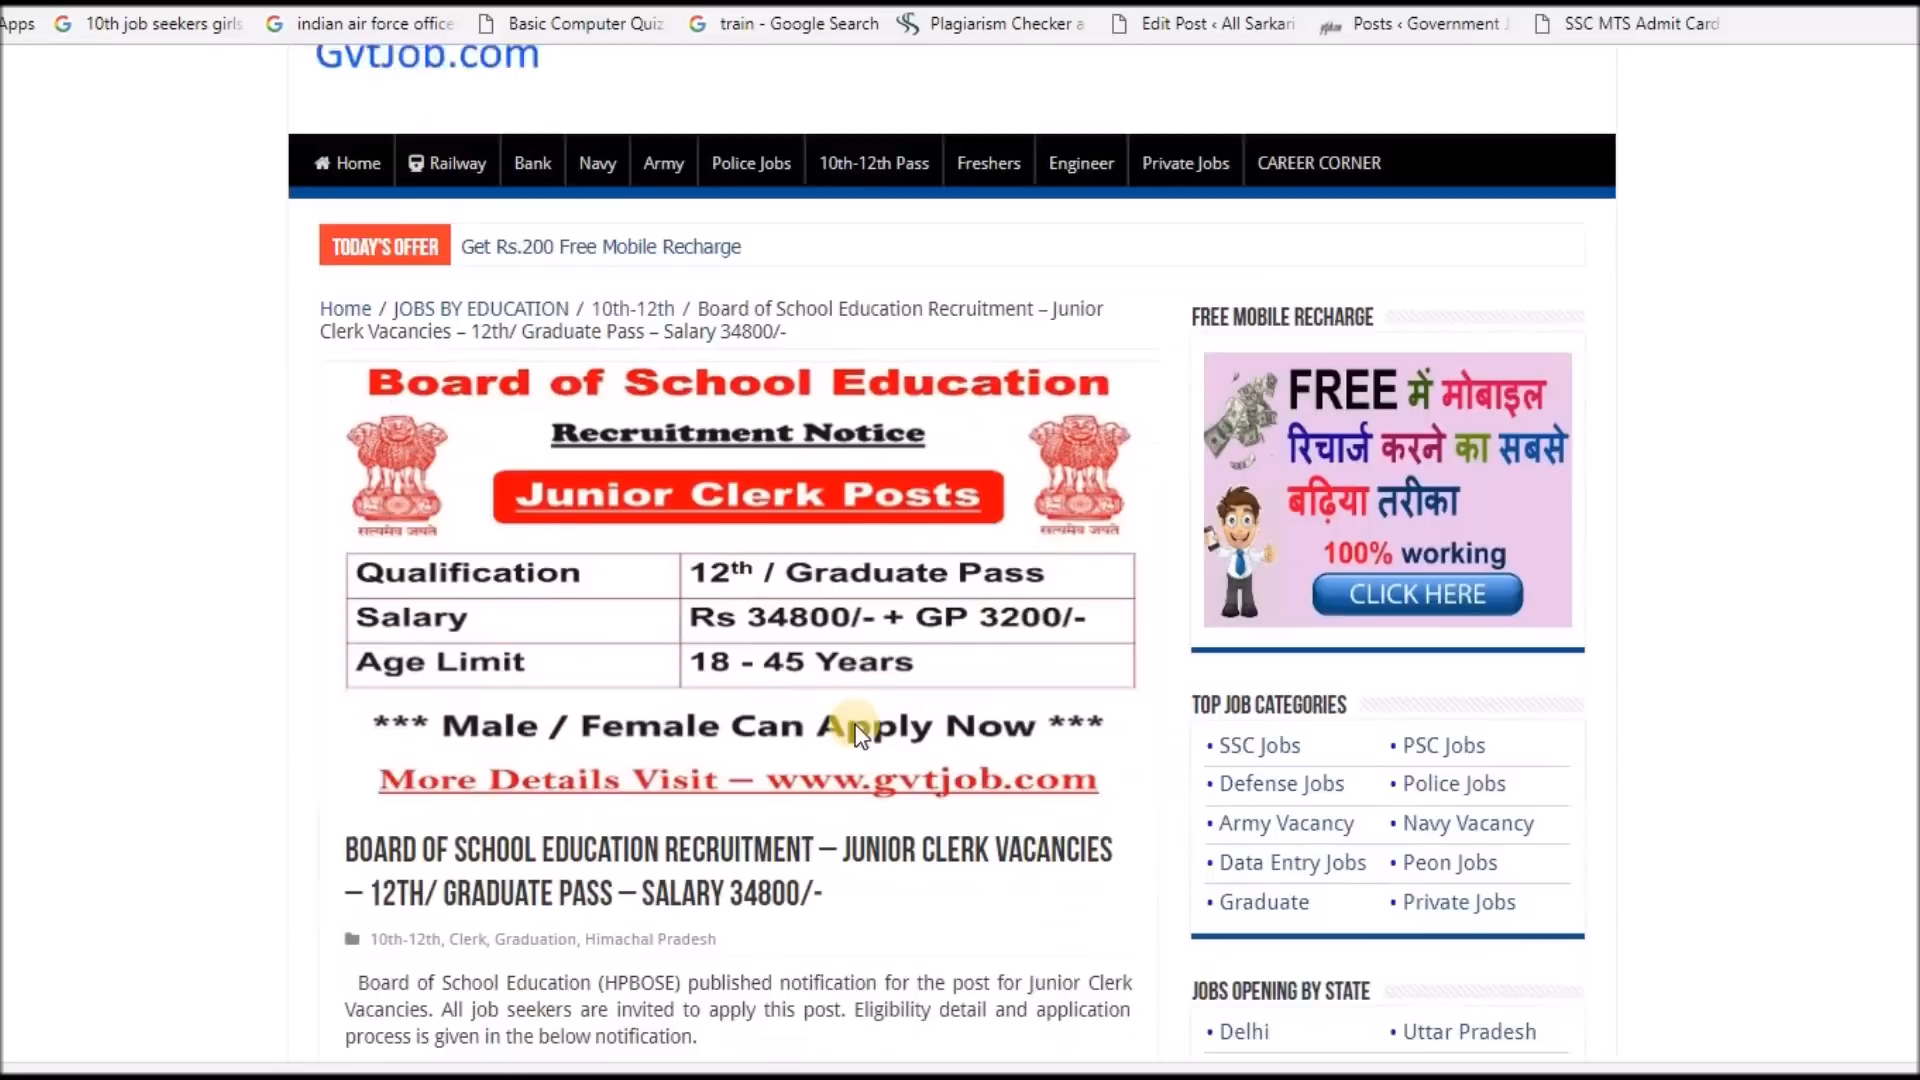 Apps 10th job seekers girls indian air force office Basic Computer Quiz train - Google Search Plagiarism Checker a Edit Post ‹ All Sarkari Posts ‹ Government J SSC MTS Admit Card
GvtJob.com
Home Railway Bank Navy Army Police Jobs 10th-12th Pass Freshers Engineer Private Jobs CAREER CORNER
TODAY'S OFFER Get Rs.200 Free Mobile Recharge
Home / JOBS BY EDUCATION / 10th-12th / Board of School Education Recruitment – Junior
Clerk Vacancies – 12th/ Graduate Pass – Salary 34800/-
Board of School Education
Recruitment Notice
Junior Clerk Posts
सत्यमेव जयते
सत्यमेव जयते
Qualification 12th / Graduate Pass
Salary Rs 34800/- + GP 3200/-
Age Limit 18 - 45 Years
*** Male / Female Can Apply Now ***
More Details Visit – www.gvtjob.com
BOARD OF SCHOOL EDUCATION RECRUITMENT – JUNIOR CLERK VACANCIES
– 12TH/ GRADUATE PASS – SALARY 34800/-
10th-12th, Clerk, Graduation, Himachal Pradesh
Board of School Education (HPBOSE) published notification for the post for Junior Clerk
Vacancies. All job seekers are invited to apply this post. Eligibility detail and application
process is given in the below notification.
FREE MOBILE RECHARGE
FREE में मोबाइल
रिचार्ज करने का सबसे
बढ़िया तरीका
100% working
CLICK HERE
TOP JOB CATEGORIES
• SSC Jobs • PSC Jobs
• Defense Jobs • Police Jobs
• Army Vacancy • Navy Vacancy
• Data Entry Jobs • Peon Jobs
• Graduate • Private Jobs
JOBS OPENING BY STATE
• Delhi • Uttar Pradesh